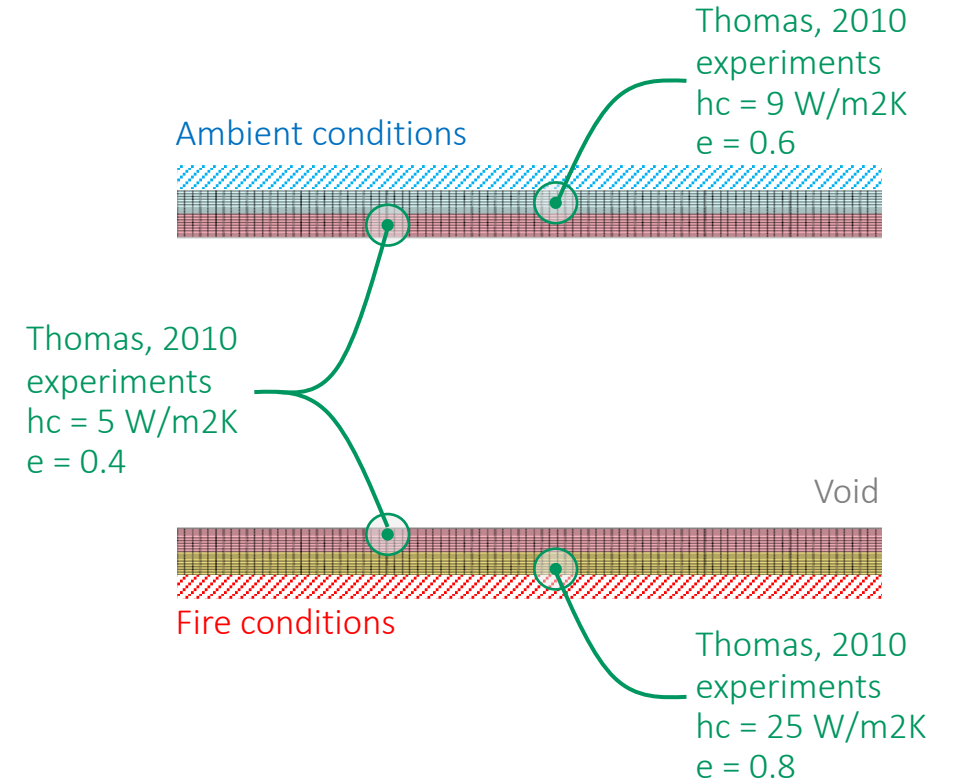 Thomas, 2010
experiments
hc = 9 W/m2K
e = 0.6
Ambient conditions
Thomas, 2010
experiments
hc = 5 W/m2K
e = 0.4
Void
Fire conditions
Thomas, 2010
experiments
hc = 25 W/m2K
e = 0.8